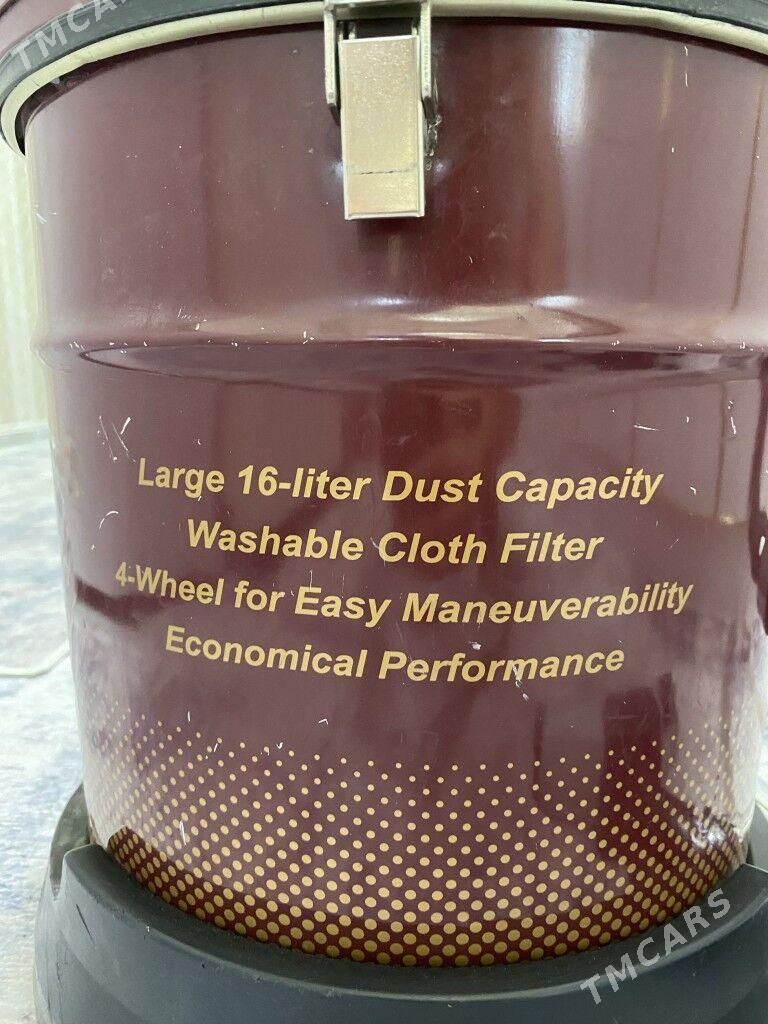 TMCARS
Large 16-liter Dust Capacity
Washable Cloth Filter
4-Wheel for Easy Maneuverability
Economical Performance
TMCARS